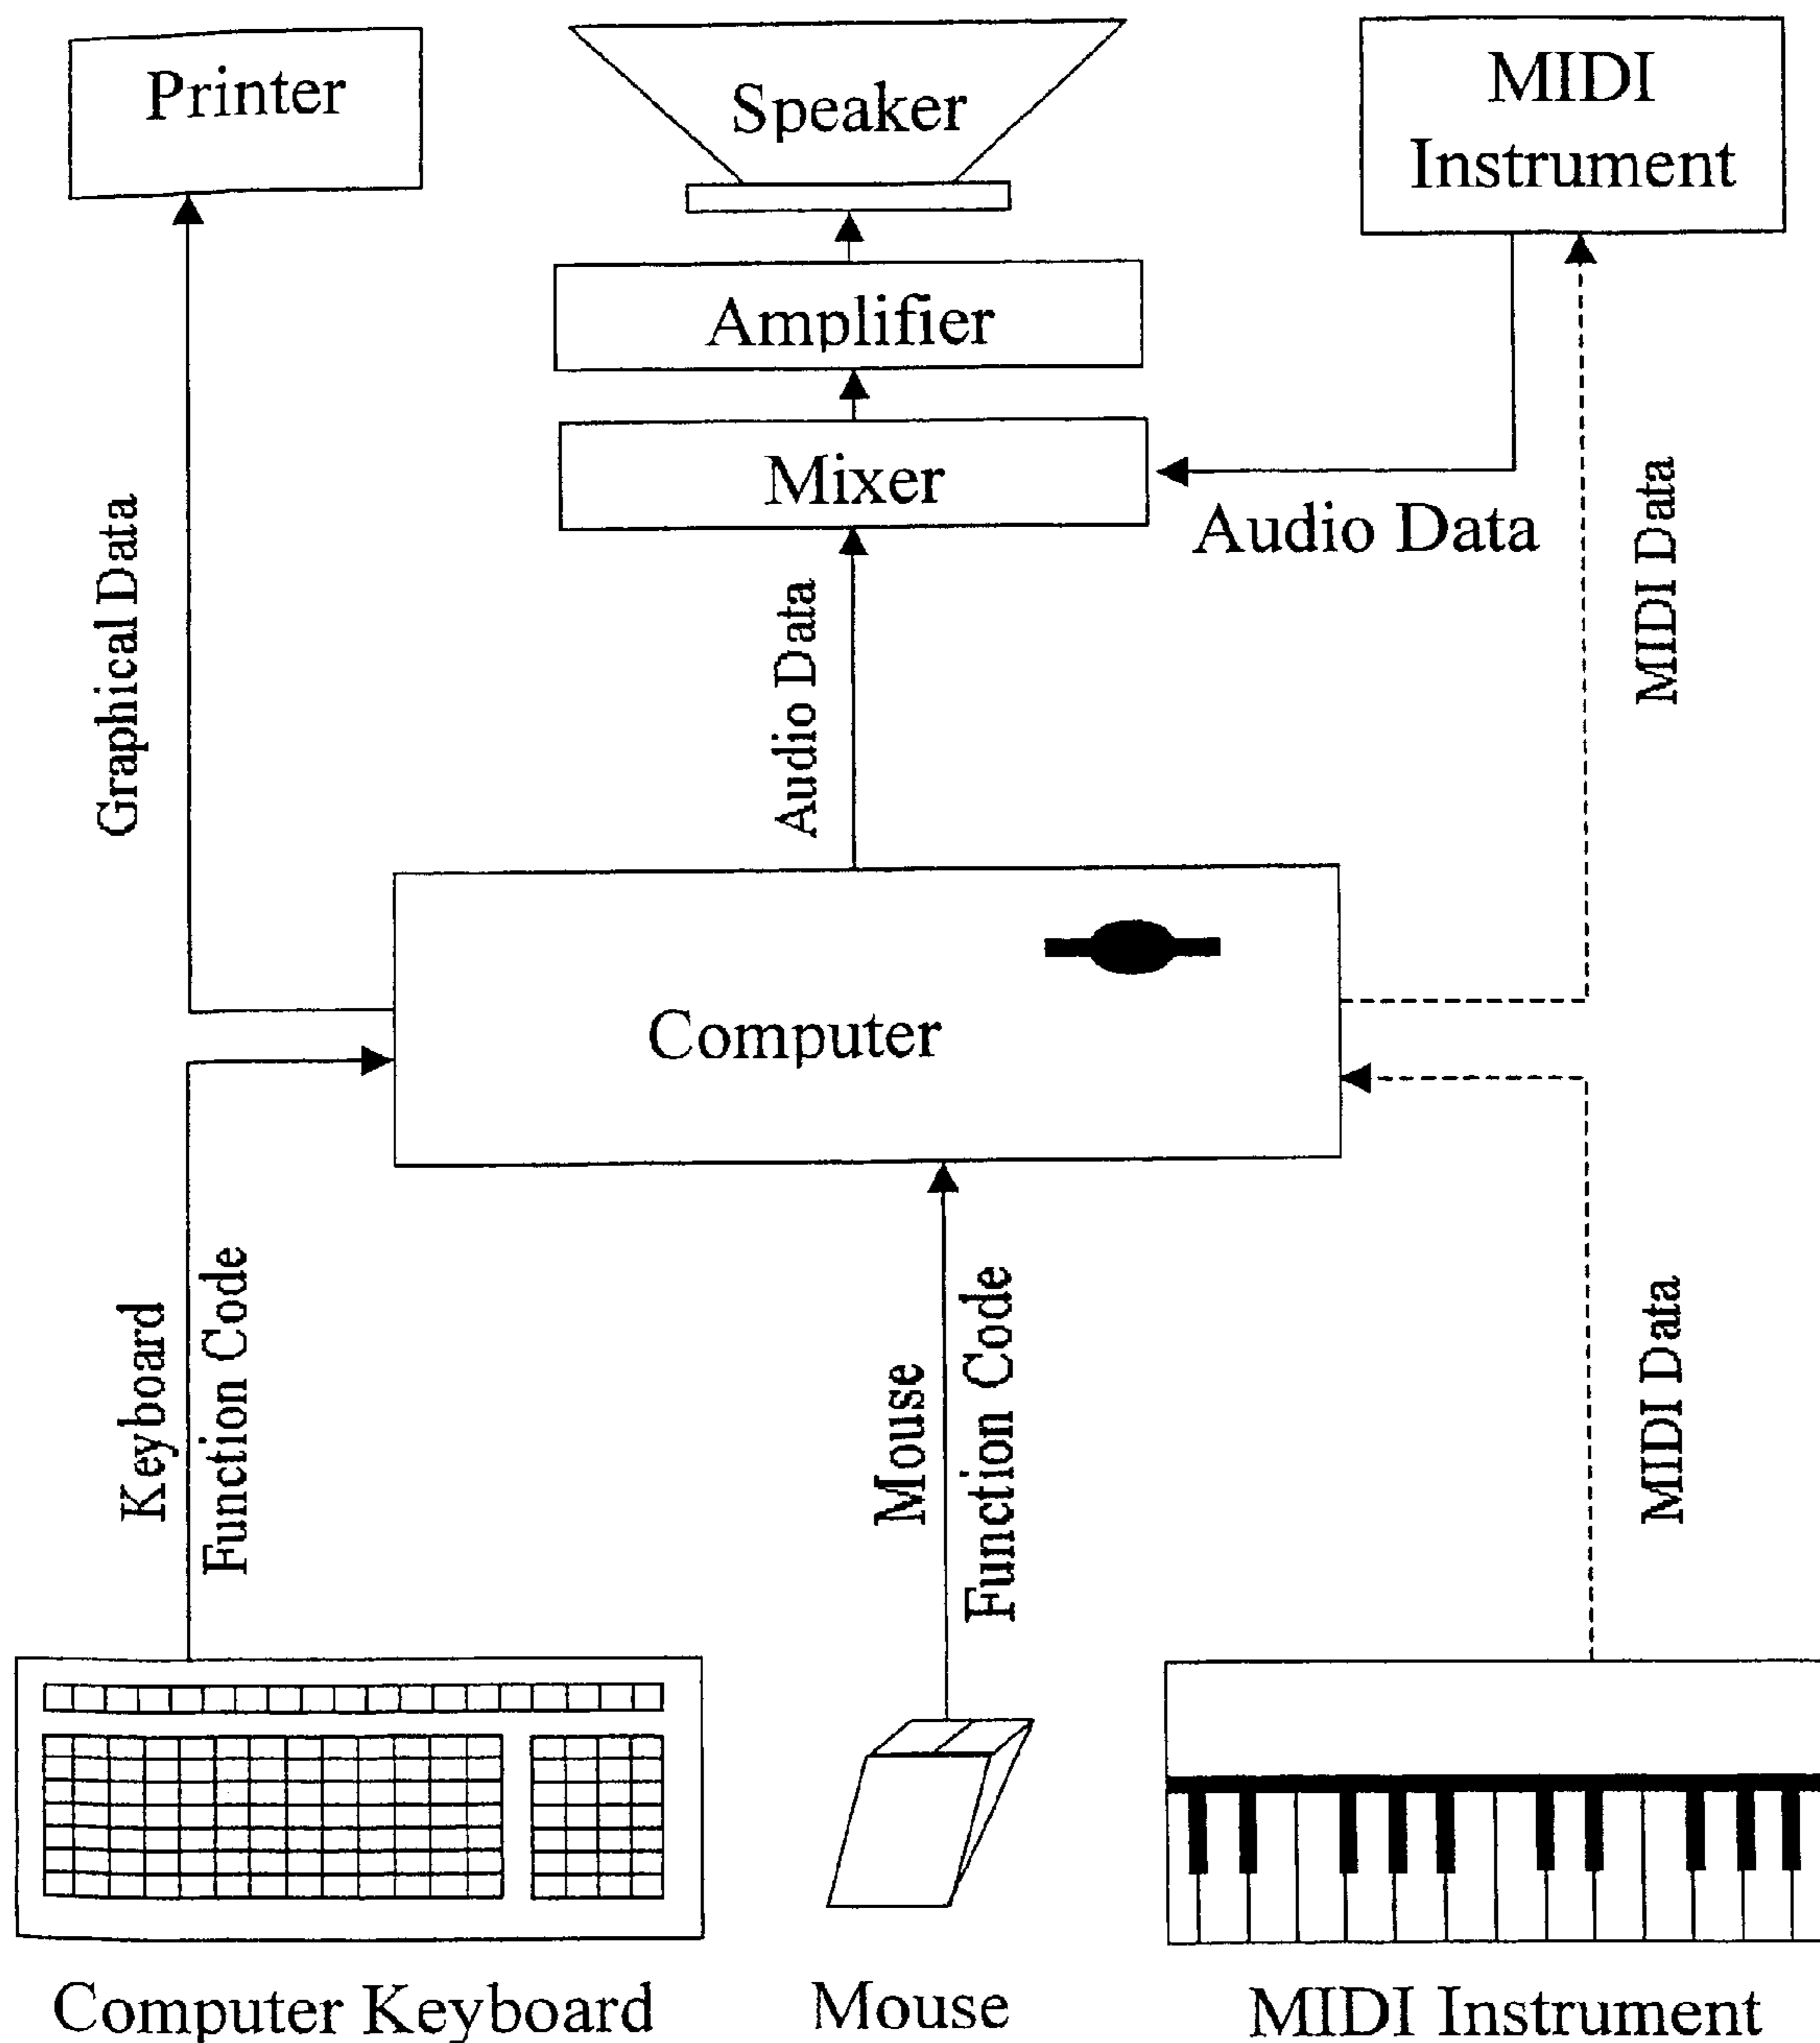 Printer
Speaker
MIDI
Instrument
Amplifier
Mixer
Audio Data
MIDI Data
Graphical Data
Audio Data
Computer
Keyboard
Function Code
Mouse
Function Code
MIDI Data
Computer Keyboard
Mouse
MIDI Instrument